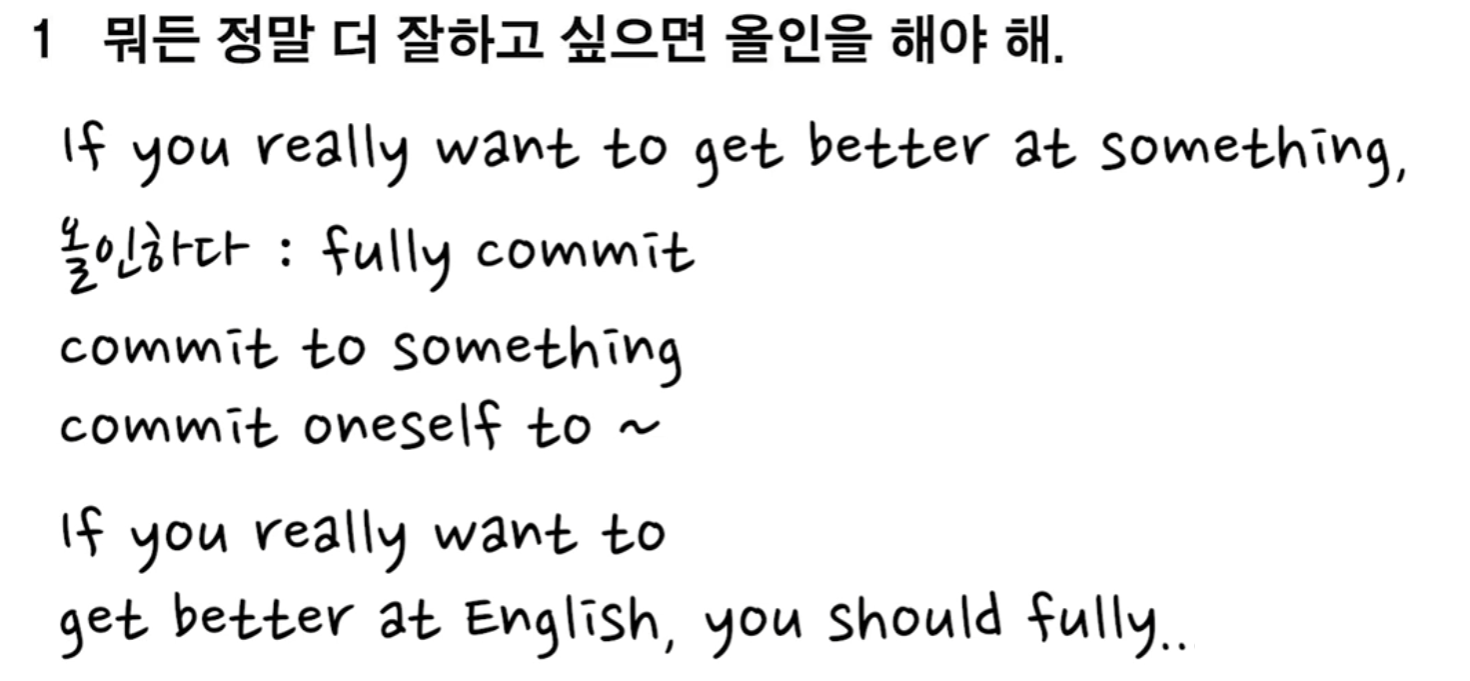 1 뭐든 정말 더 잘하고 싶으면 올인을 해야 해.
If you really want to get better at something,
올인하다 : fully commit
commit to something
commit oneself to ~
If you really want to
get better at English, you should fully..